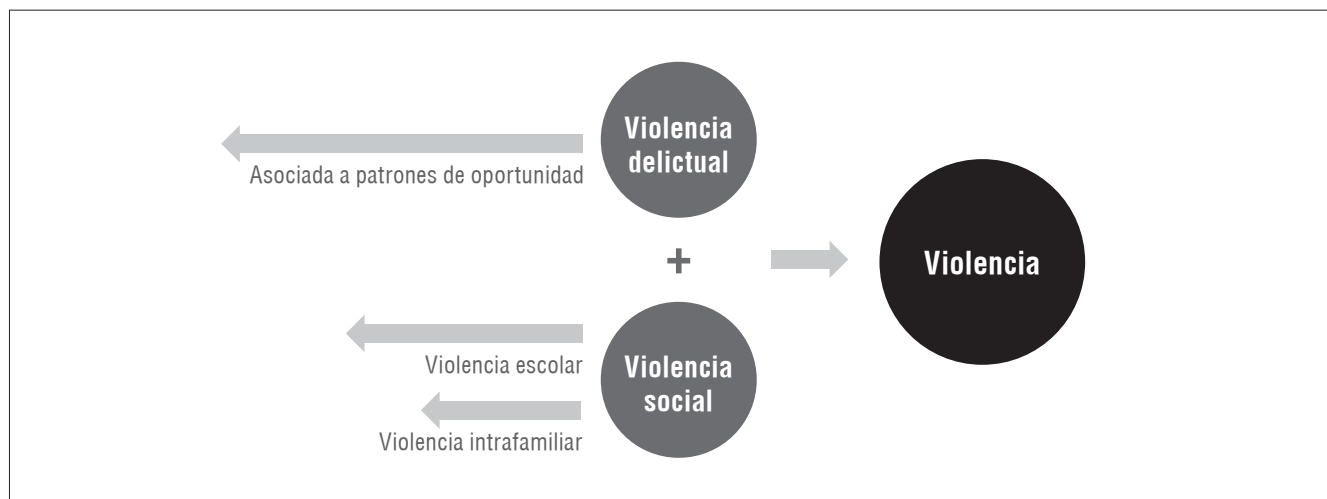 Violencia
delictual
Asociada a patrones de oportunidad
+
Violencia
Violencia
social
Violencia escolar
Violencia intrafamiliar